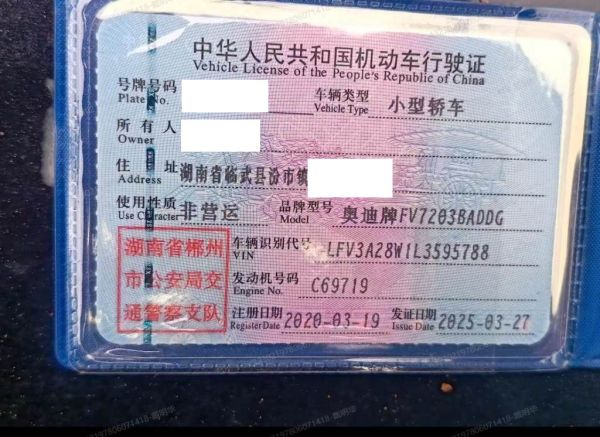 中华人民共和国机动车行驶证
Vehicle License of the People's Republic of China
号牌号码
Plate No.
车辆类型 小型轿车
Vehicle Type
所有人
Owner
住址 湖南省临武县汾市镇
Address
使用性质 非营运
Use Character
品牌型号 奥迪牌FV7203BADDG
Model
湖南省郴州
市公安局交
通警察支队
车辆识别代号 LFV3A28W1L3595788
VIN
发动机号码 C69719
Engine No.
注册日期 2020-03-19
Register Date
发证日期 2025-03-27
Issue Date